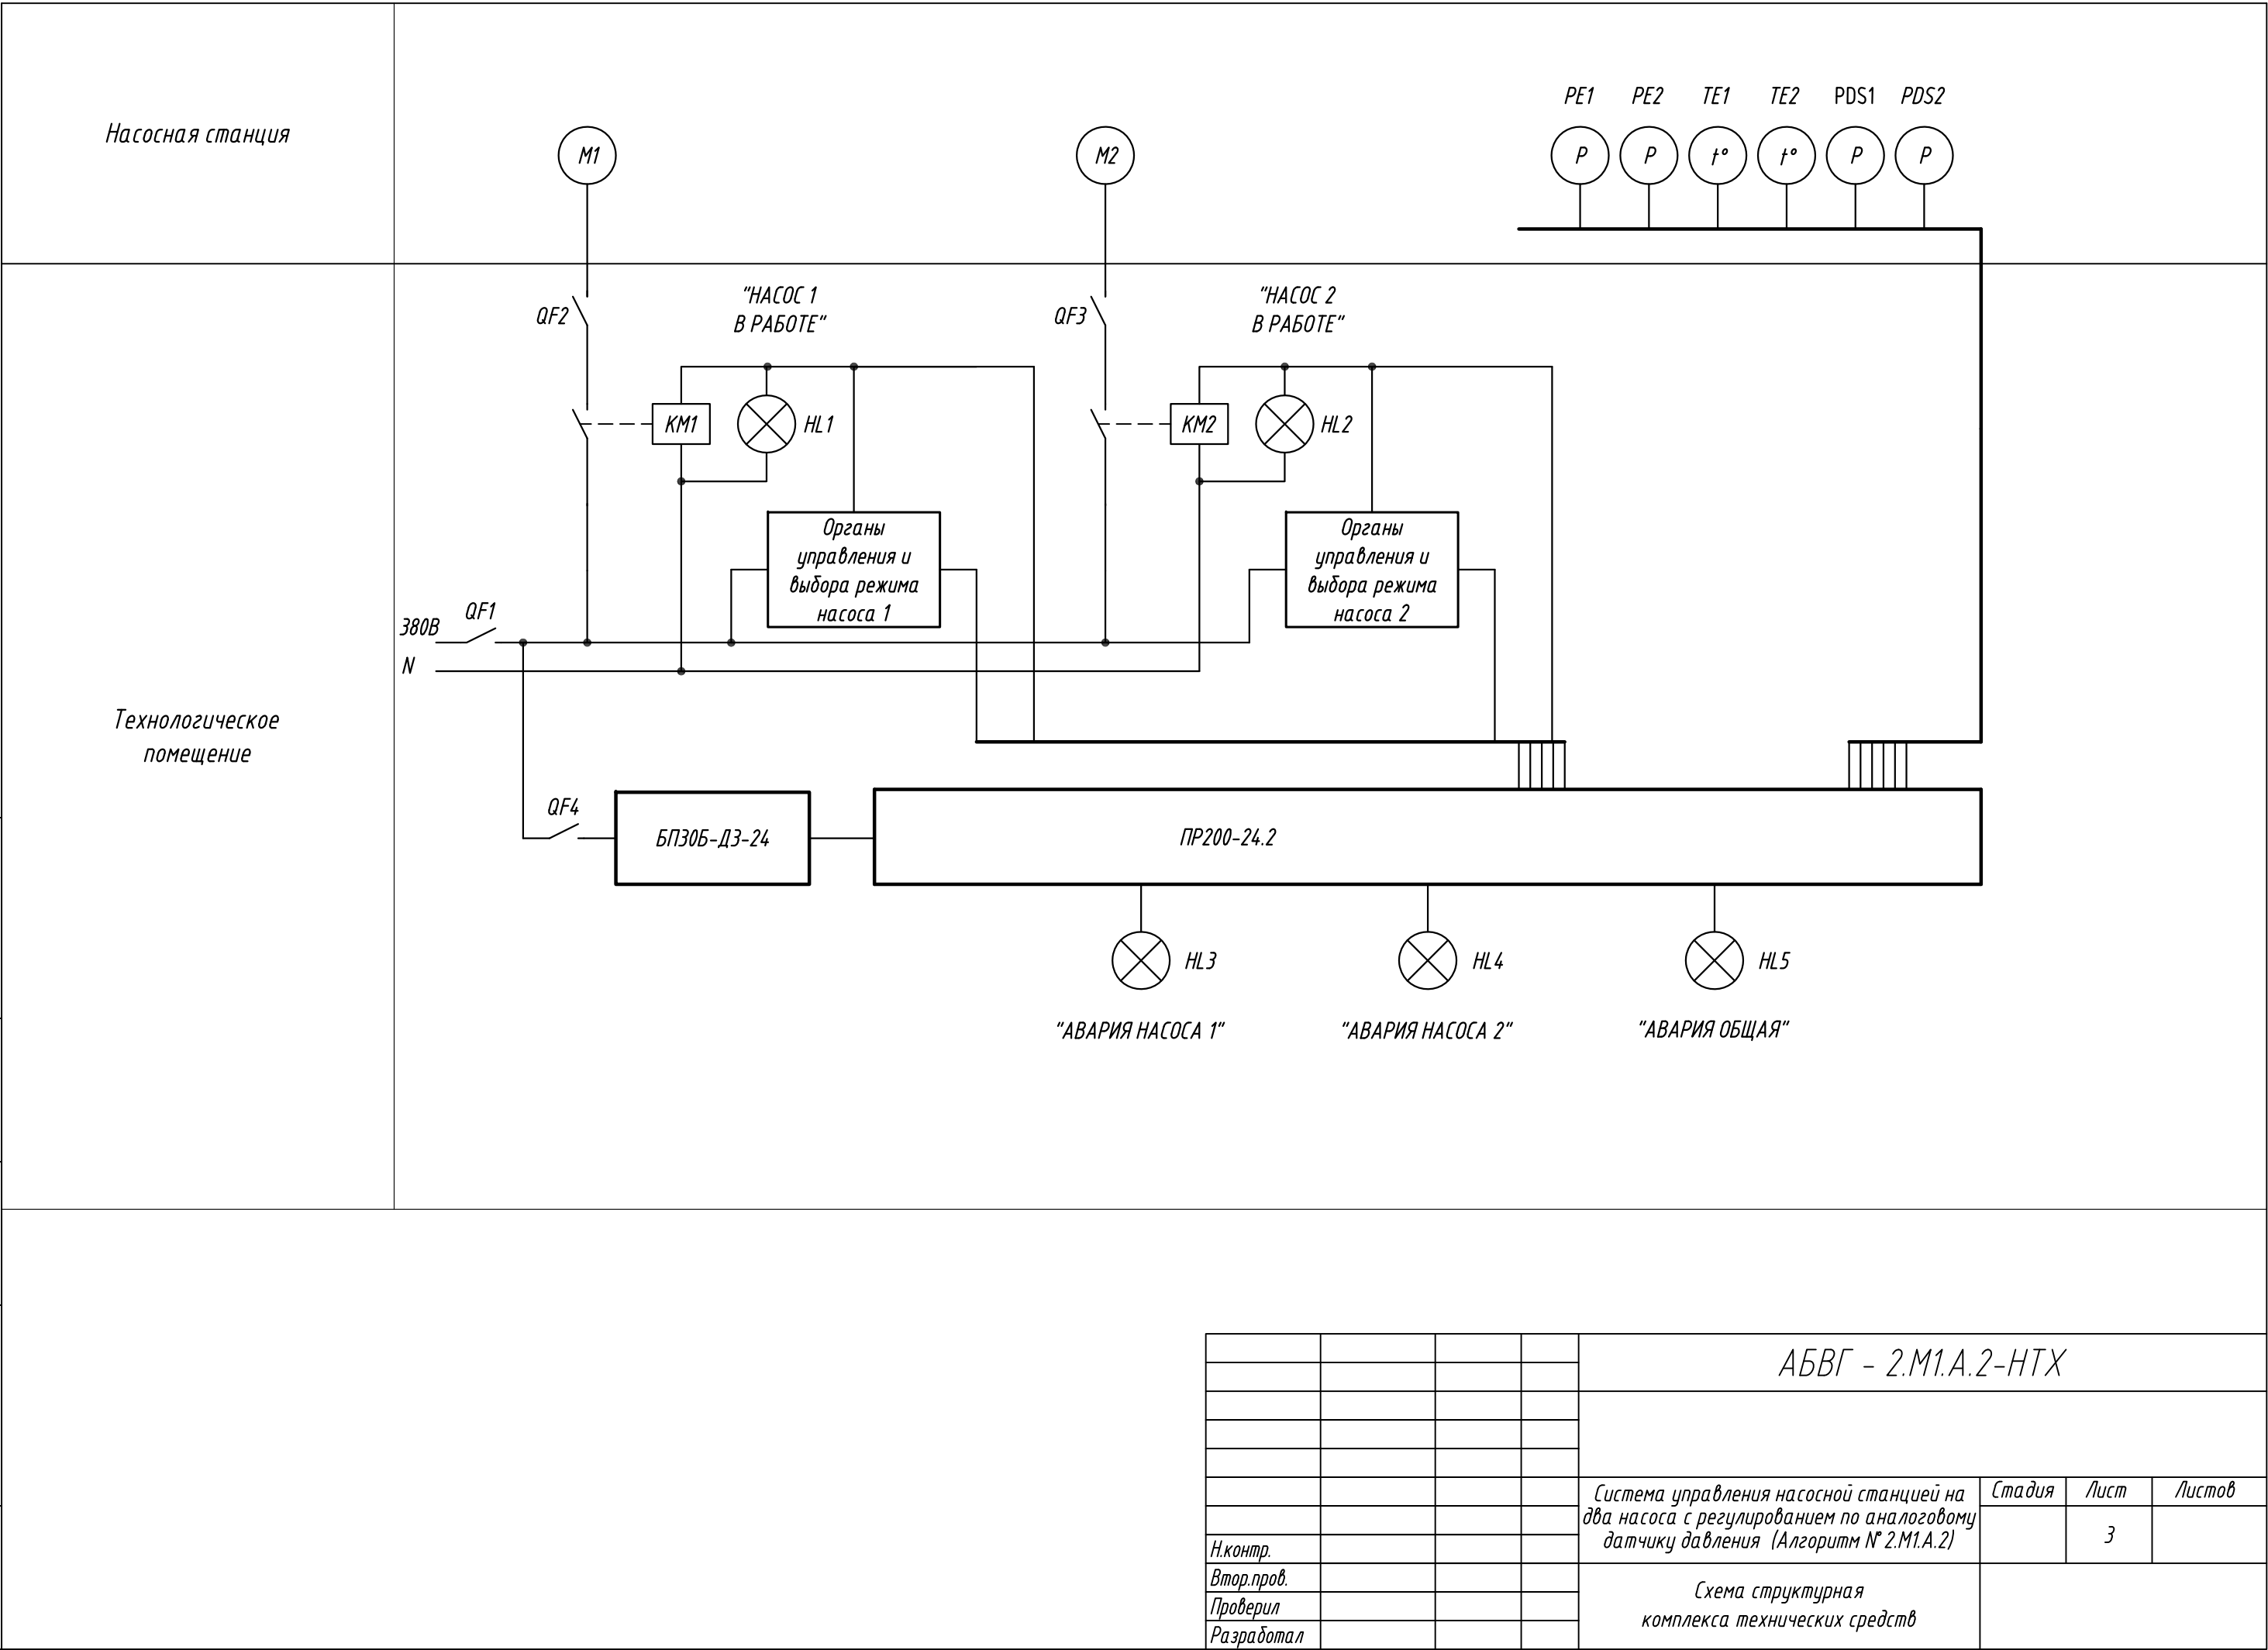 PE1 PE2 TE1 TE2 PDS1 PDS2
Насосная станция
М1 М2 P P t° t° P P
"НАСОС 1
В РАБОТЕ"
"НАСОС 2
В РАБОТЕ"
QF2 QF3
КМ1 HL1 КМ2 HL2
Органы
управления и
выбора режима
насоса 1
Органы
управления и
выбора режима
насоса 2
QF1
380В
N
Технологическое
помещение
QF4
БП30Б-Д3-24 ПР200-24.2
HL3 HL4 HL5
"АВАРИЯ НАСОСА 1" "АВАРИЯ НАСОСА 2" "АВАРИЯ ОБЩАЯ"
АБВГ - 2.М1.А.2-НТХ
Система управления насосной станцией на
два насоса с регулированием по аналоговому
датчику давления (Алгоритм № 2.М1.А.2)
Стадия Лист Листов
3
Н.контр.
Втор.пров.
Проверил
Разработал
Схема структурная
комплекса технических средств